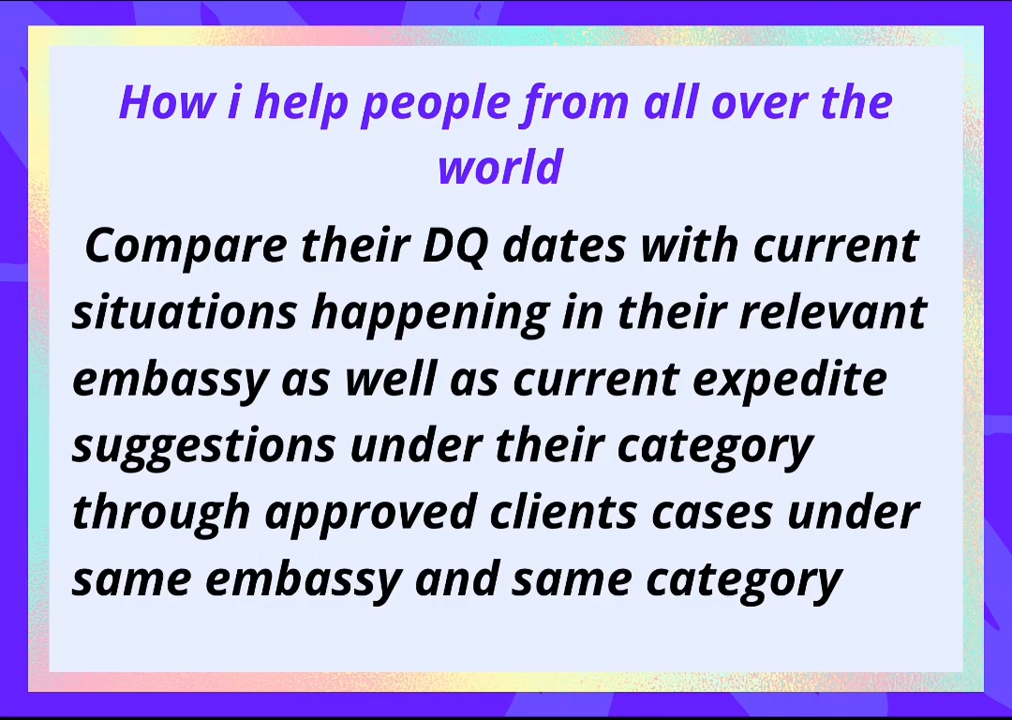 How i help people from all over the
world
Compare their DQ dates with current
situations happening in their relevant
embassy as well as current expedite
suggestions under their category
through approved clients cases under
same embassy and same category